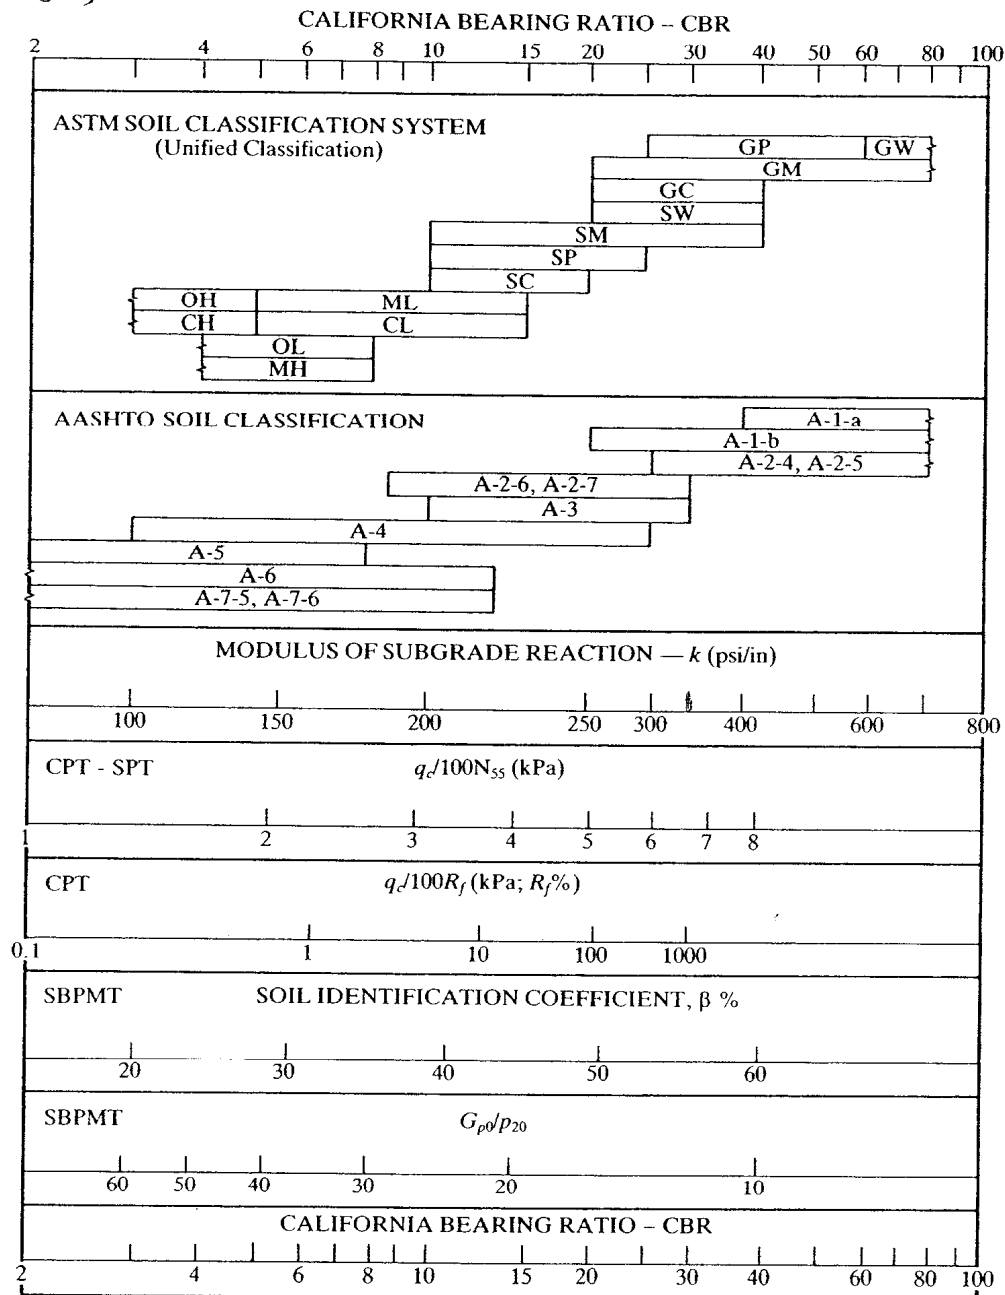 CALIFORNIA BEARING RATIO – CBR
2 4 6 8 10 15 20 30 40 50 60 80 100
ASTM SOIL CLASSIFICATION SYSTEM
(Unified Classification)
GP GW
GM
GC
SW
SM
SP
SC
OH ML
CH CL
OL
MH
AASHTO SOIL CLASSIFICATION
A-1-a
A-1-b
A-2-4, A-2-5
A-2-6, A-2-7
A-3
A-4
A-5
A-6
A-7-5, A-7-6
MODULUS OF SUBGRADE REACTION — k (psi/in)
100 150 200 250 300 400 500 600 800
CPT - SPT q_c/100N_55 (kPa)
1 2 3 4 5 6 7 8
CPT q_c/100R_f (kPa; R_f%)
0.1 1 10 100 1000
SBPMT SOIL IDENTIFICATION COEFFICIENT, β %
20 30 40 50 60
SBPMT G_p0/p_20
60 50 40 30 20 10
CALIFORNIA BEARING RATIO – CBR
2 4 6 8 10 15 20 30 40 60 80 100